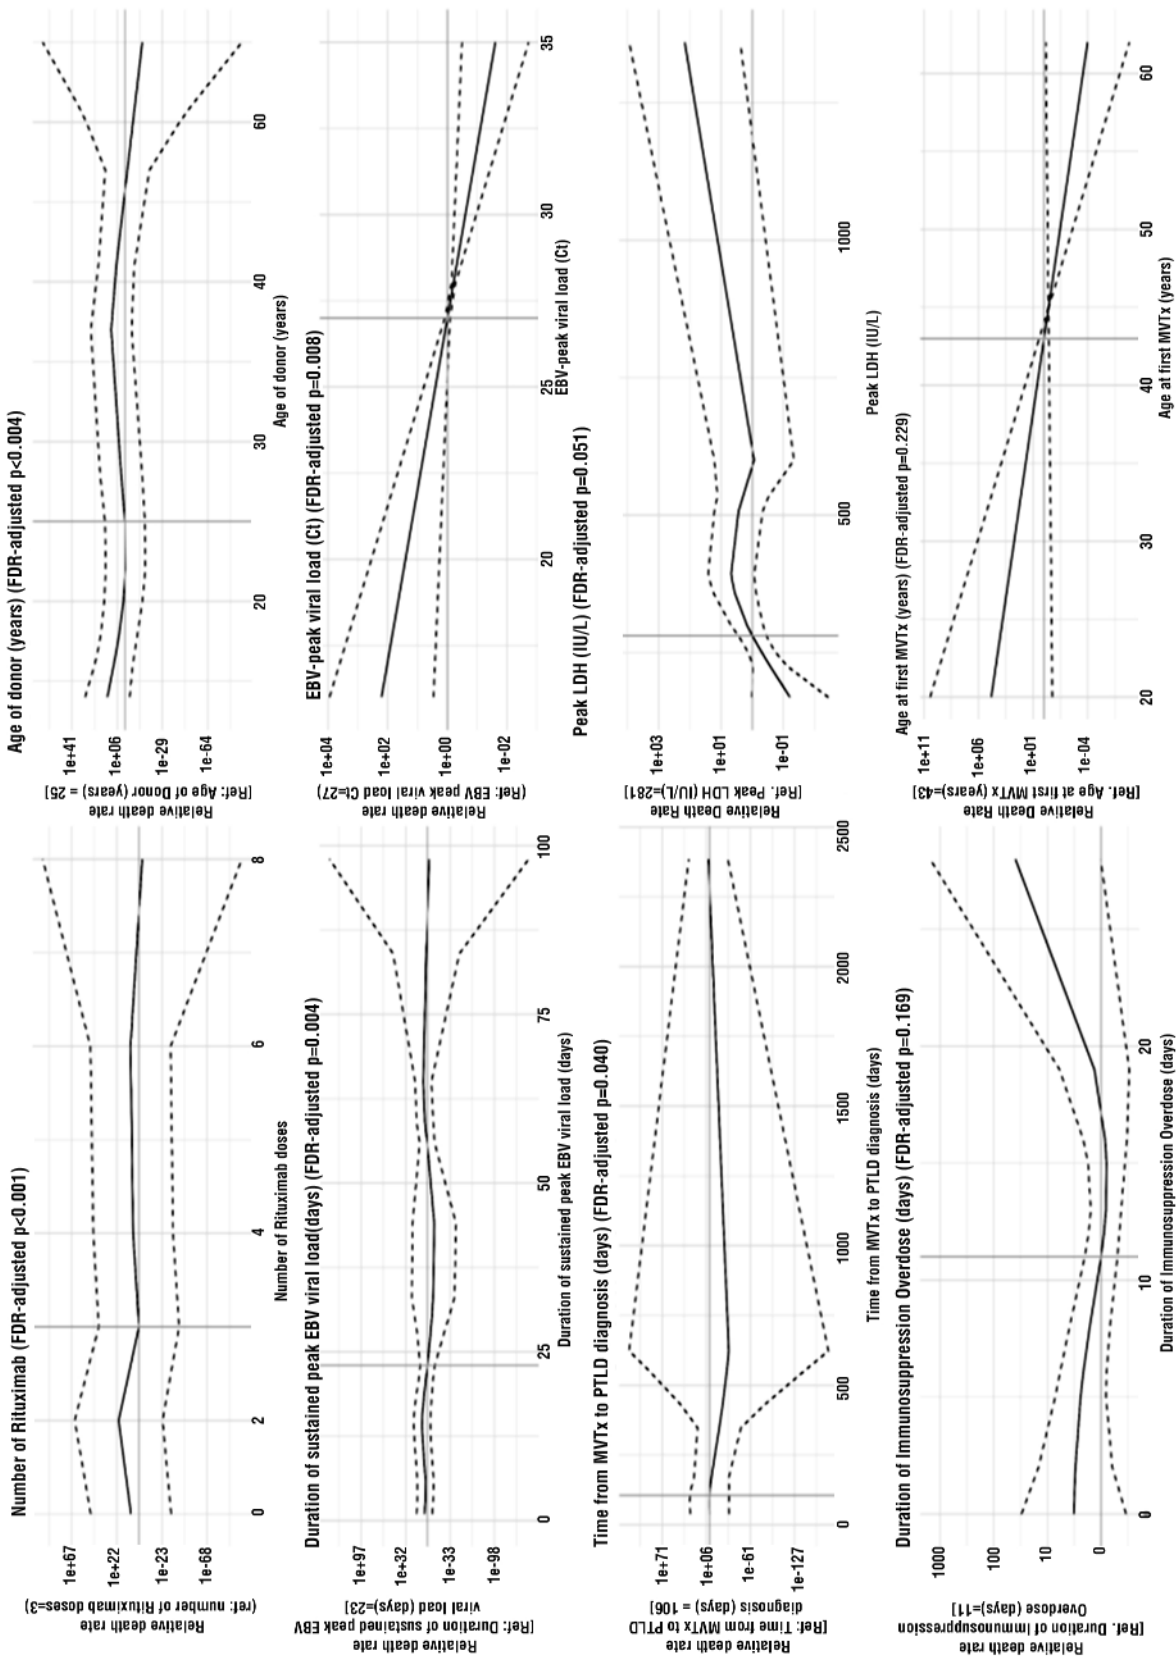 Number of Rituximab (FDR-adjusted p<0.001)
Relative death rate
(ref: number of Rituximab doses=3)
1e+67
1e+22
1e-23
1e-68
0
2
4
6
8
Number of Rituximab doses
Age of donor (years) (FDR-adjusted p<0.004)
Relative death rate
[Ref: Age of Donor (years) = 25]
1e+41
1e+06
1e-29
1e-64
20
30
40
60
Age of donor (years)
Duration of sustained peak EBV viral load(days) (FDR-adjusted p=0.004)
Relative death rate
[Ref: Duration of sustained peak EBV
viral load (days)=23]
1e+97
1e+32
1e-33
1e-98
0
25
50
75
100
Duration of sustained peak EBV viral load (days)
EBV-peak viral load (Ct) (FDR-adjusted p=0.008)
Relative death rate
(Ref: EBV peak viral load Ct=27)
1e+04
1e+02
1e+00
1e-02
20
25
30
35
EBV-peak viral load (Ct)
Time from MVTx to PTLD diagnosis (days) (FDR-adjusted p=0.040)
Relative death rate
[Ref: Time from MVTx to PTLD
diagnosis (days) = 106]
1e+71
1e+06
1e-61
1e-127
0
500
1000
1500
2000
2500
Time from MVTx to PTLD diagnosis (days)
Peak LDH (IU/L) (FDR-adjusted p=0.051)
Relative Death Rate
[Ref. Peak LDH (IU/L)=281]
1e+03
1e+01
1e-01
500
1000
Peak LDH (IU/L)
Duration of Immunosuppression Overdose (days) (FDR-adjusted p=0.169)
Relative death rate
[Ref. Duration of Immunosuppression
Overdose (days)=11]
1000
100
10
0
0
10
20
Duration of Immunosuppression Overdose (days)
Age at first MVTx (years) (FDR-adjusted p=0.229)
Relative Death Rate
[Ref. Age at first MVTx (years)=43]
1e+11
1e+06
1e+01
1e-04
20
30
40
50
60
Age at first MVTx (years)